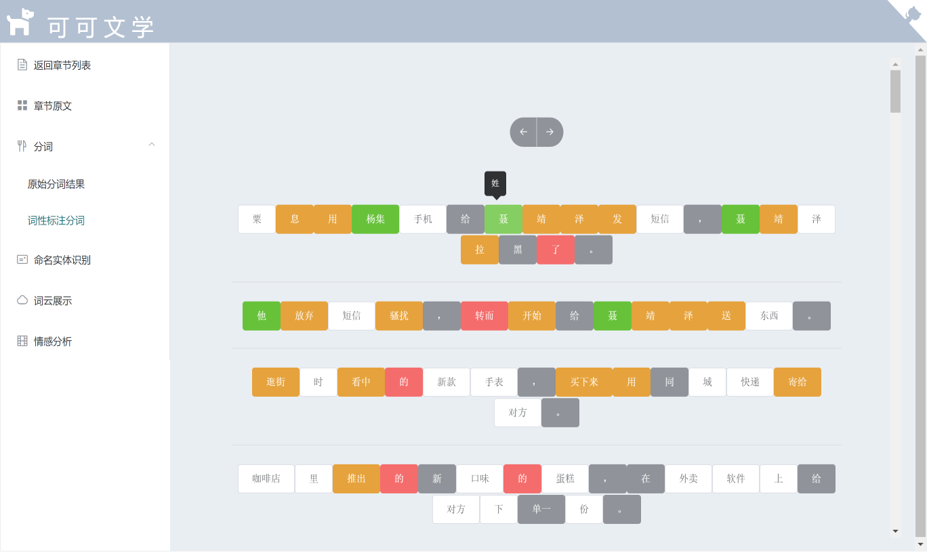 可可文学
返回章节列表
章节原文
分词
原始分词结果
词性标注分词
命名实体识别
词云展示
情感分析
姓
栗 息 用 杨集 手机 给 聂 靖 泽 发 短信 ， 聂 靖 泽
拉 黑 了 。
他 放弃 短信 骚扰 ， 转而 开始 给 聂 靖 泽 送 东西 。
逛街 时 看中 的 新款 手表 ， 买下来 用 同 城 快递 寄给
对方 。
咖啡店 里 推出 的 新 口味 的 蛋糕 ， 在 外卖 软件 上 给
对方 下 单一 份 。